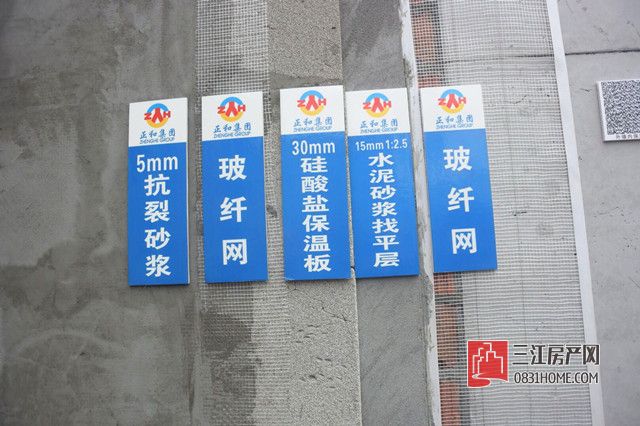 正和集团
ZHENGHE GROUP
5mm
抗裂砂浆
正和集团
ZHENGHE GROUP
玻纤网
正和集团
ZHENGHE GROUP
30mm
硅酸盐保温板
正和集团
ZHENGHE GROUP
15mm 1:2.5
水泥砂浆找平层
正和集团
ZHENGHE GROUP
玻纤网
三江房产网
0831HOME.COM